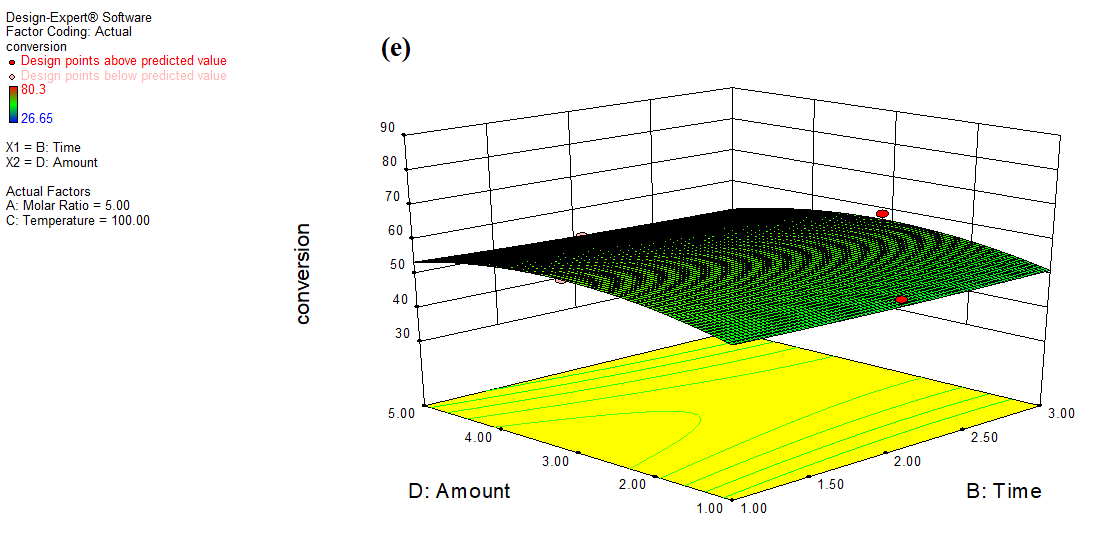 Design-Expert® Software
Factor Coding: Actual
conversion
Design points above predicted value
Design points below predicted value
80.3
26.65
X1 = B: Time
X2 = D: Amount
Actual Factors
A: Molar Ratio = 5.00
C: Temperature = 100.00
(e)
90
80
70
60
50
40
30
conversion
5.00
4.00
3.00
2.00
1.00
D: Amount
1.00
1.50
2.00
2.50
3.00
B: Time